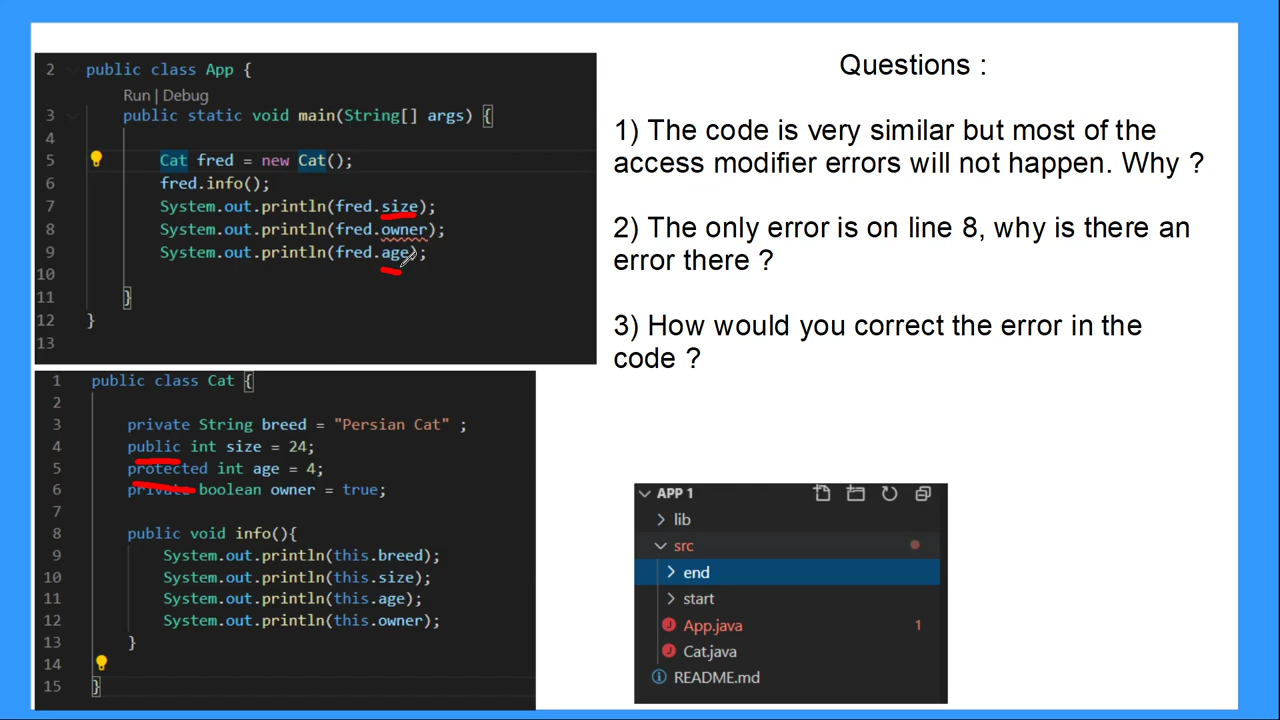 2 public class App {
Run | Debug
3 public static void main(String[] args) {
4
5 Cat fred = new Cat();
6 fred.info();
7 System.out.println(fred.size);
8 System.out.println(fred.owner);
9 System.out.println(fred.age);
10
11 }
12 }
13
1 public class Cat {
2
3 private String breed = "Persian Cat" ;
4 public int size = 24;
5 protected int age = 4;
6 private boolean owner = true;
7
8 public void info(){
9 System.out.println(this.breed);
10 System.out.println(this.size);
11 System.out.println(this.age);
12 System.out.println(this.owner);
13 }
14
15 }
Questions :
1) The code is very similar but most of the
access modifier errors will not happen. Why ?
2) The only error is on line 8, why is there an
error there ?
3) How would you correct the error in the
code ?
APP 1
lib
src
end
start
App.java 1
Cat.java
README.md